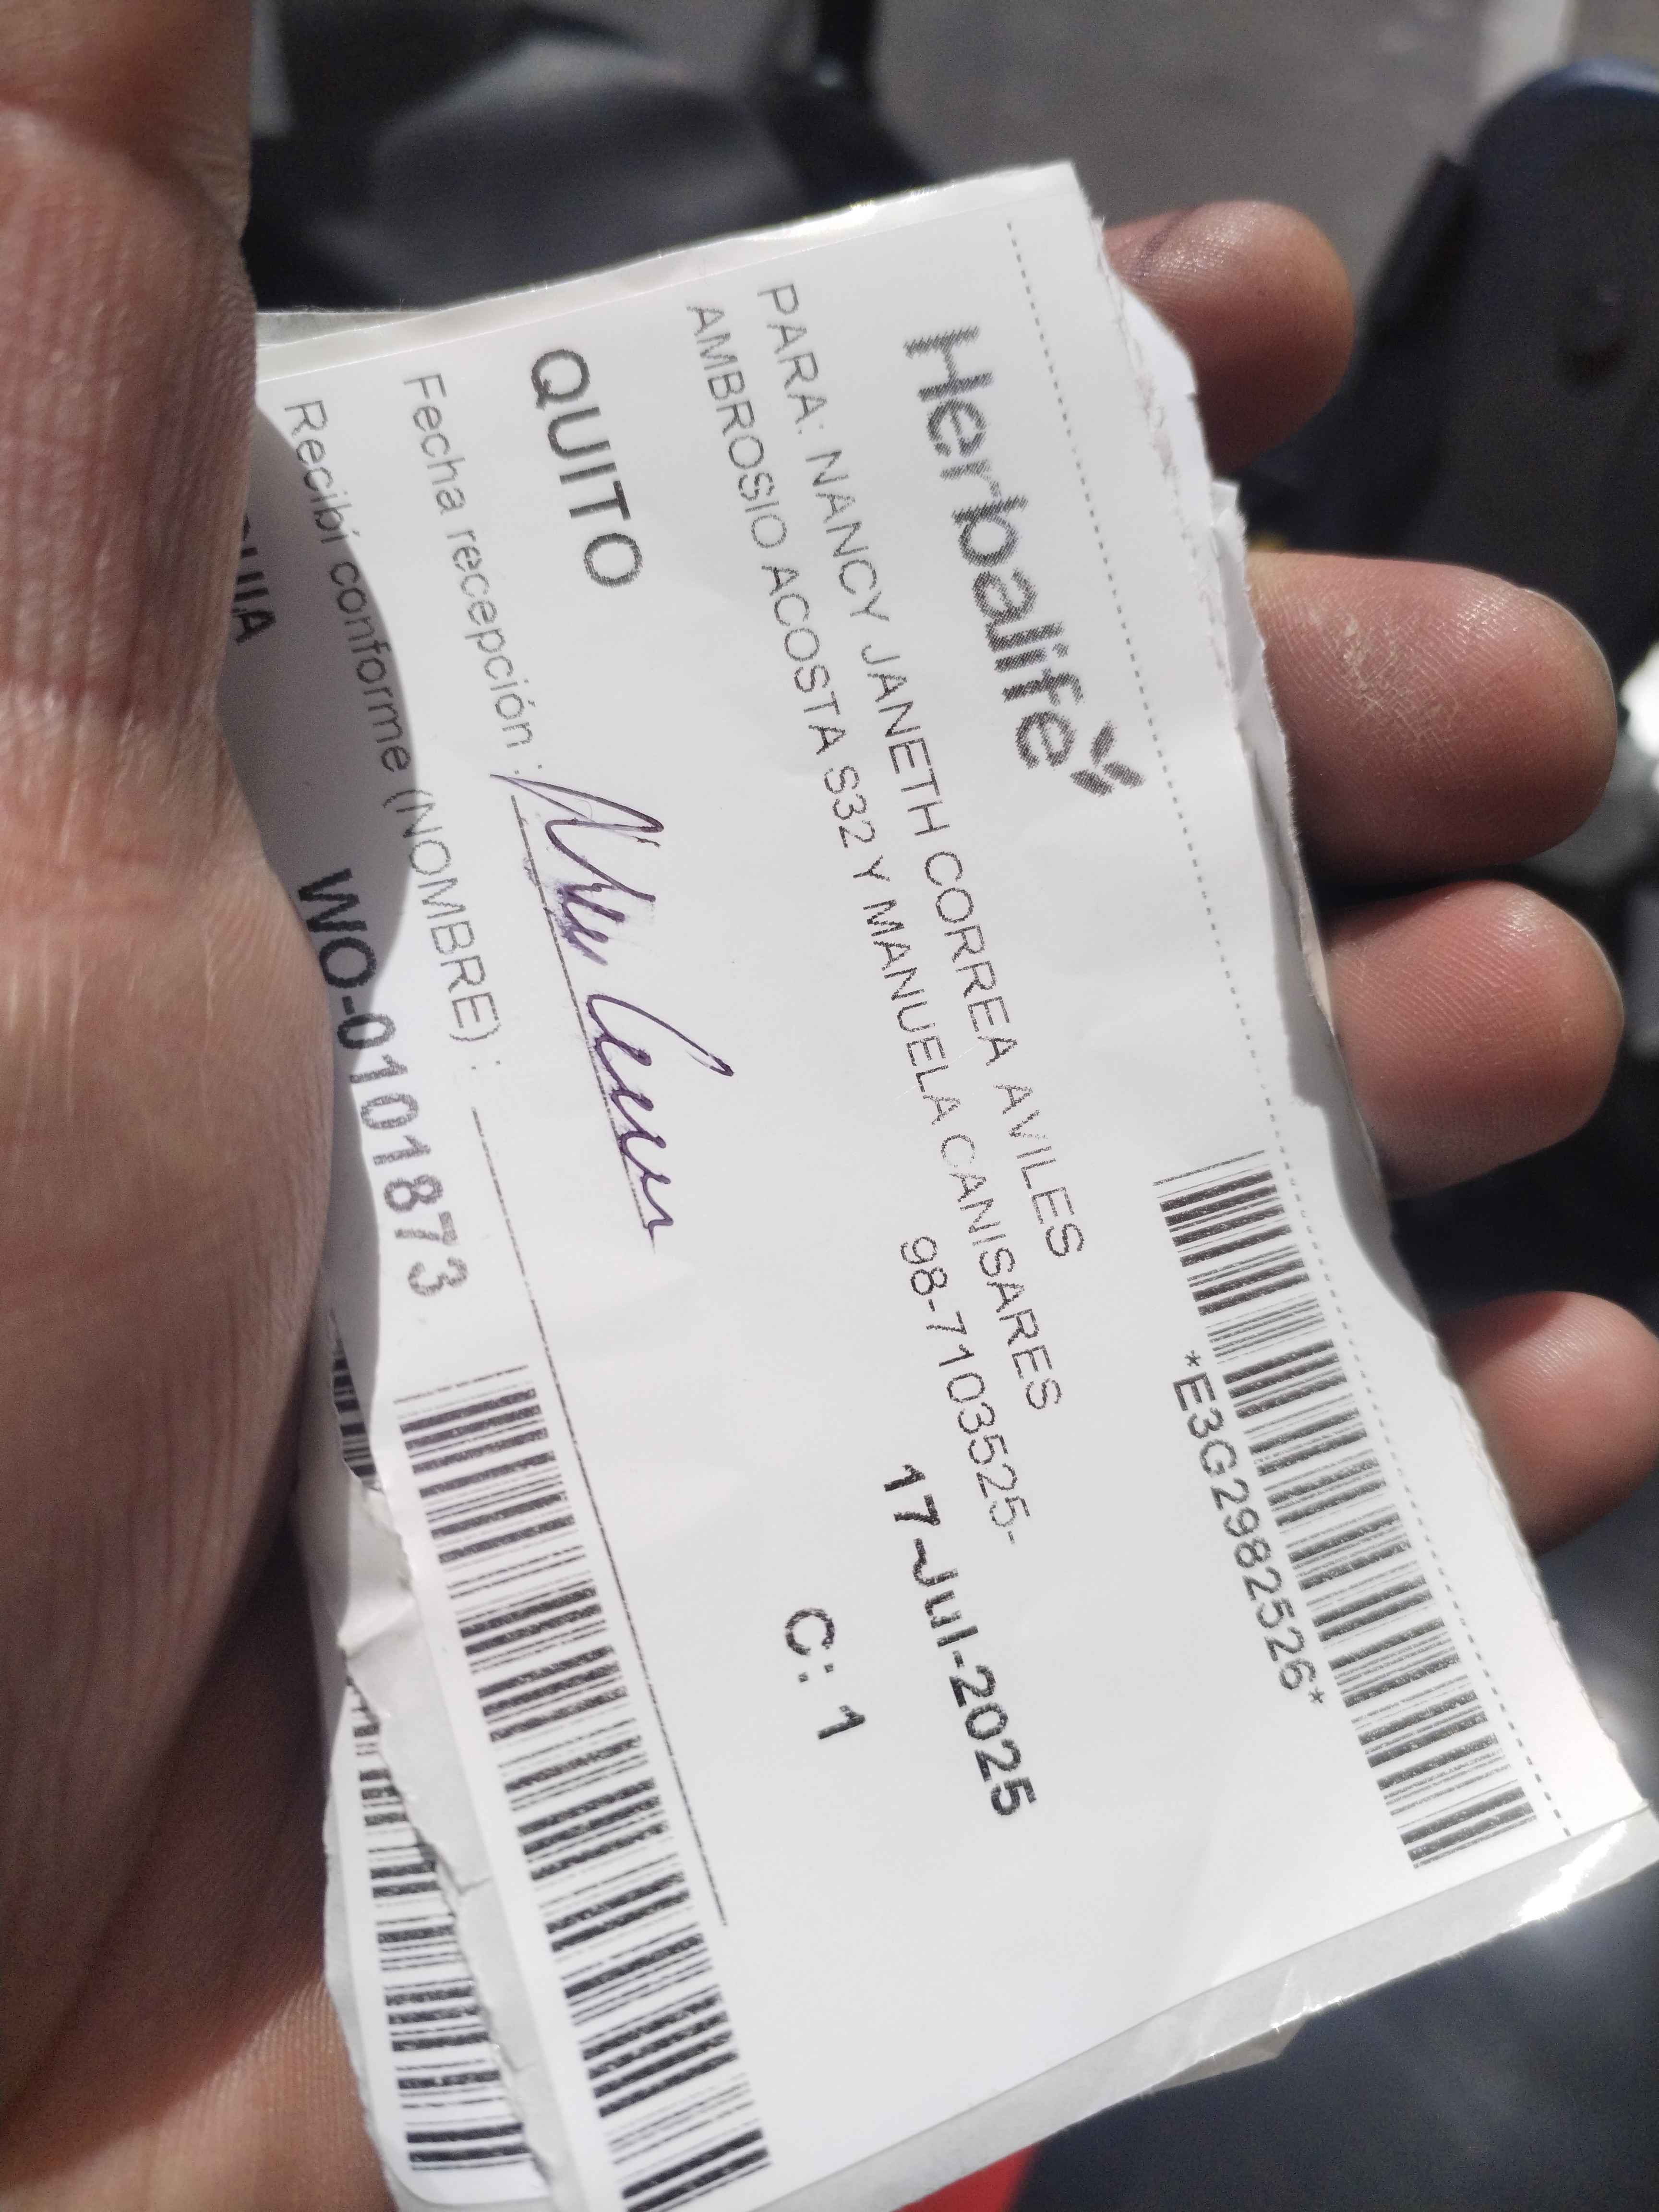 Herbalife
*E3G2982526*
PARA: NANCY JANETH CORREA AVILES
AMBROSIO ACOSTA S32 Y MANUELA CANISARES
98-7103525-
17-Jul-2025
QUITO
C: 1
Fecha recepción :
Recibí conforme (NOMBRE) :
WO-0101873